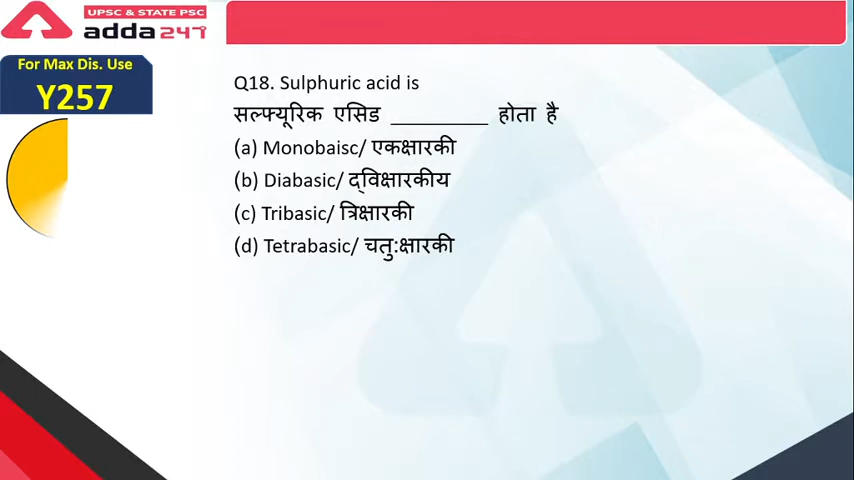 UPSC & STATE PSC
adda247
For Max Dis. Use
Y257
Q18. Sulphuric acid is
सल्फ्यूरिक एसिड _________ होता है
(a) Monobaisc/ एकक्षारकी
(b) Diabasic/ द्विक्षारकीय
(c) Tribasic/ त्रिक्षारकी
(d) Tetrabasic/ चतु:क्षारकी